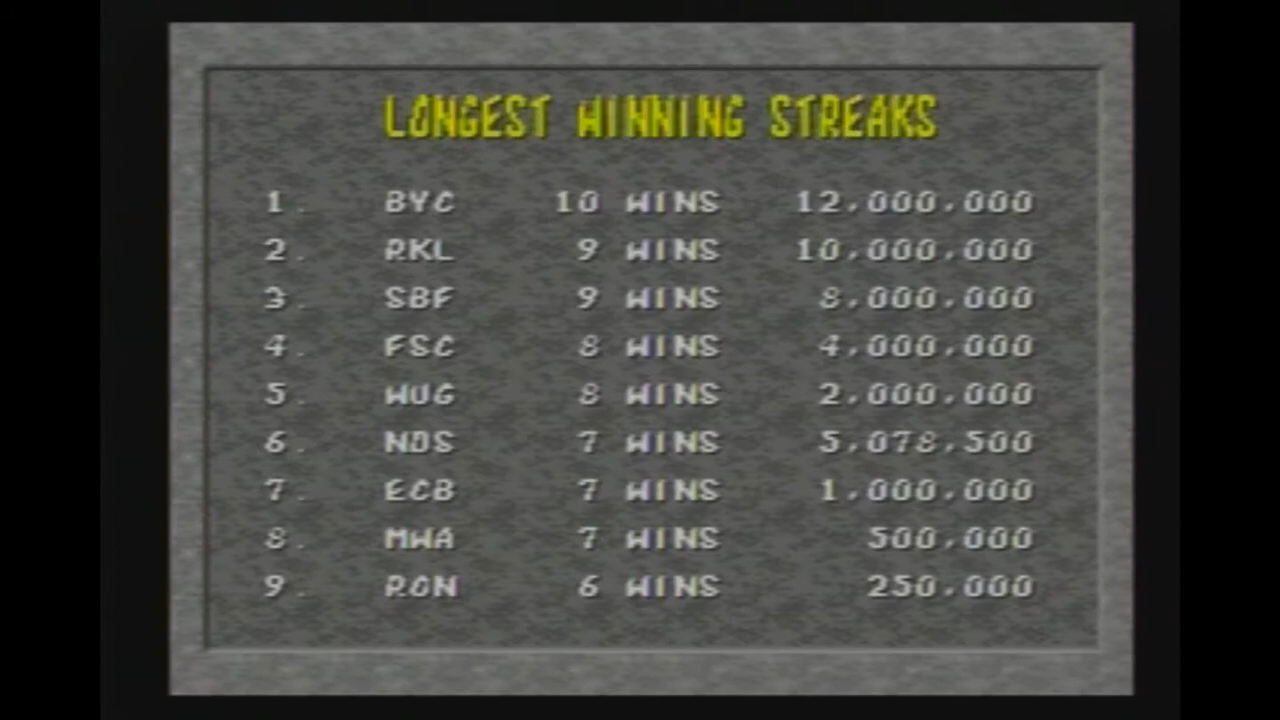 LONGEST WINNING STREAKS
1. BYC 10 WINS 12,000,000
2. RKL 9 WINS 10,000,000
3. SBF 9 WINS 8,000,000
4. FSC 8 WINS 4,000,000
5. WUG 8 WINS 2,000,000
6. NDS 7 WINS 5,078,500
7. ECB 7 WINS 1,000,000
8. MWA 7 WINS 500,000
9. RON 6 WINS 250,000